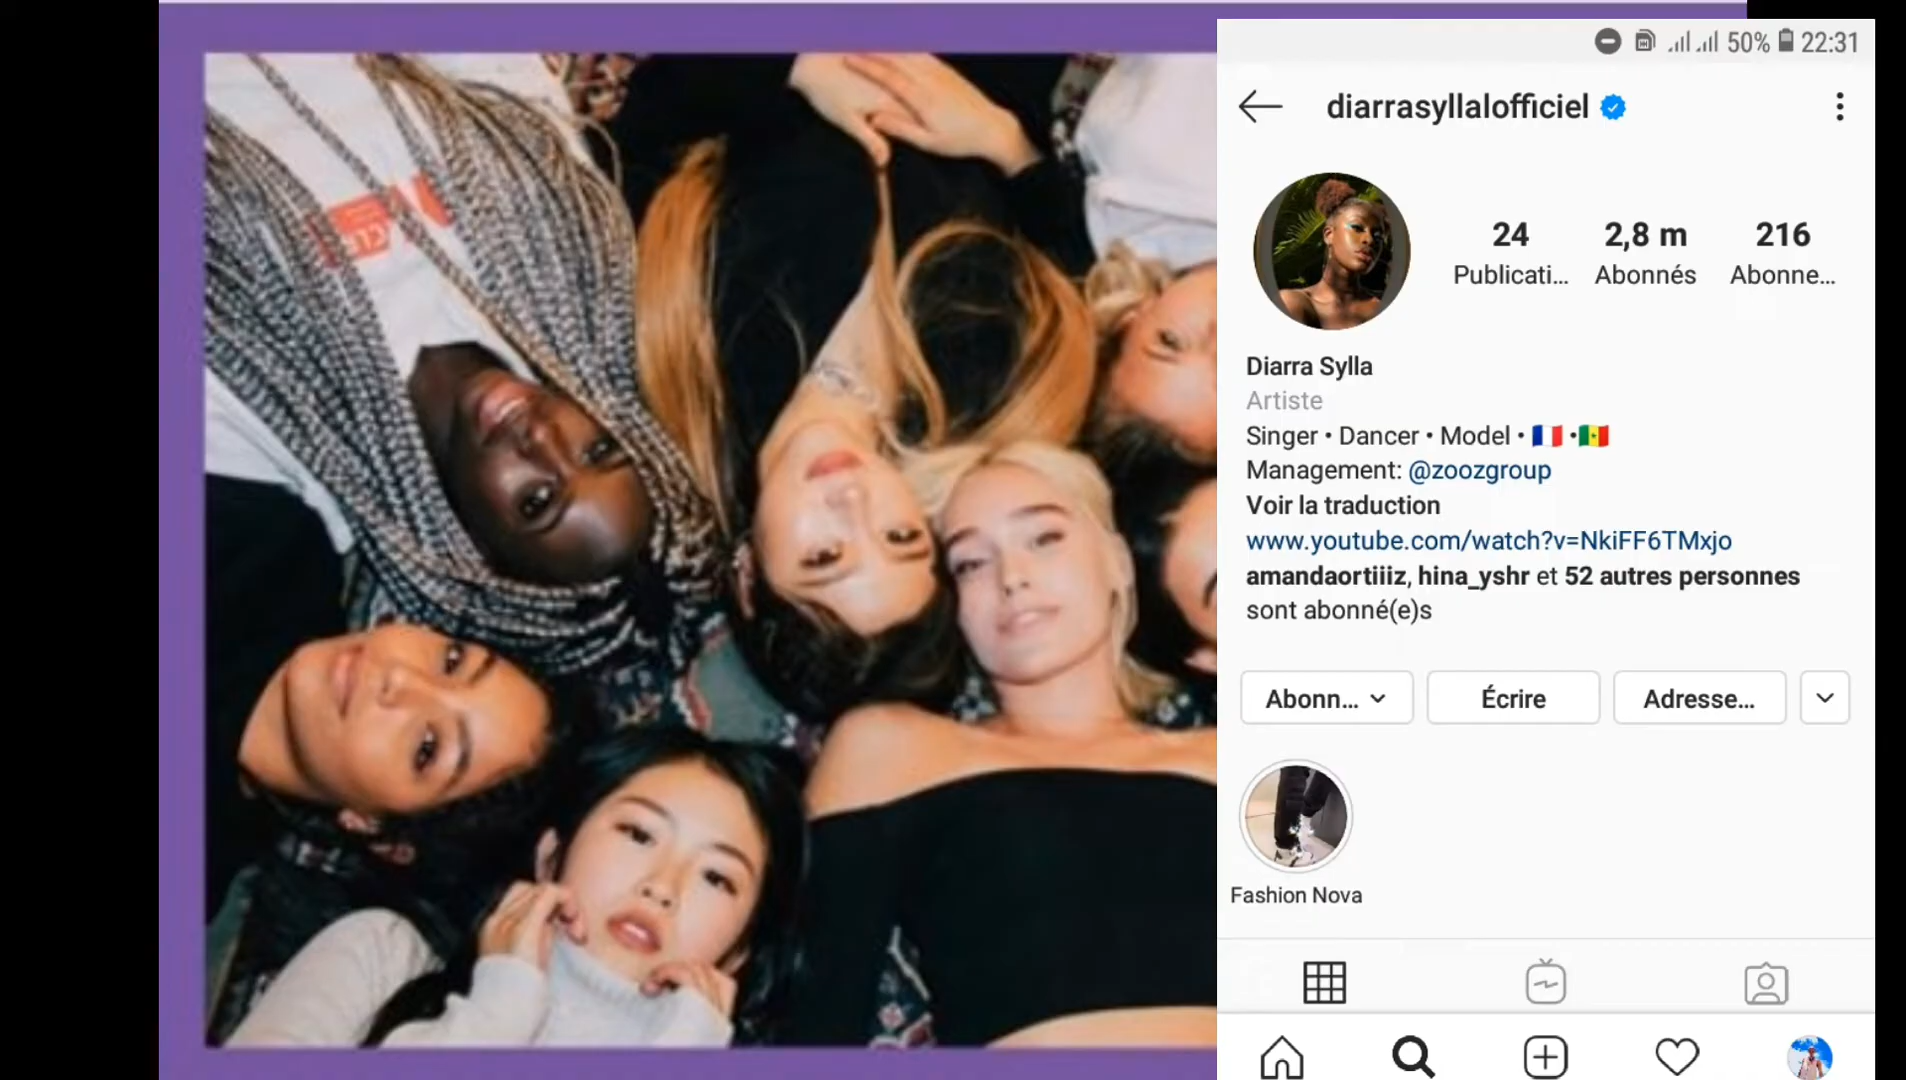 50% 22:31
diarrasyllalofficiel
24 2,8 m 216
Publicati... Abonnés Abonne...
Diarra Sylla
Artiste
Singer • Dancer • Model • 🇫🇷 •🇸🇳
Management: @zoozgroup
Voir la traduction
www.youtube.com/watch?v=NkiFF6TMxjo
amandaortiiiz, hina_yshr et 52 autres personnes
sont abonné(e)s
Abonn... Écrire Adresse...
Fashion Nova